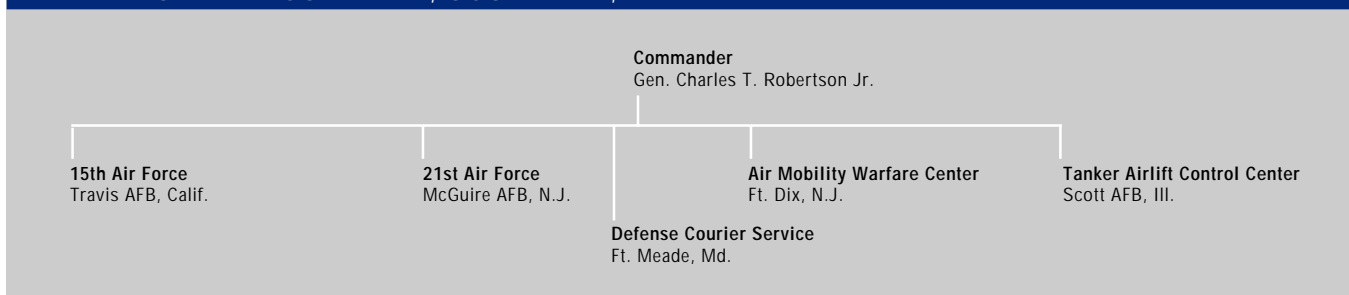 Commander
Gen. Charles T. Robertson Jr.
15th Air Force
Travis AFB, Calif.
21st Air Force
McGuire AFB, N.J.
Air Mobility Warfare Center
Ft. Dix, N.J.
Tanker Airlift Control Center
Scott AFB, Ill.
Defense Courier Service
Ft. Meade, Md.